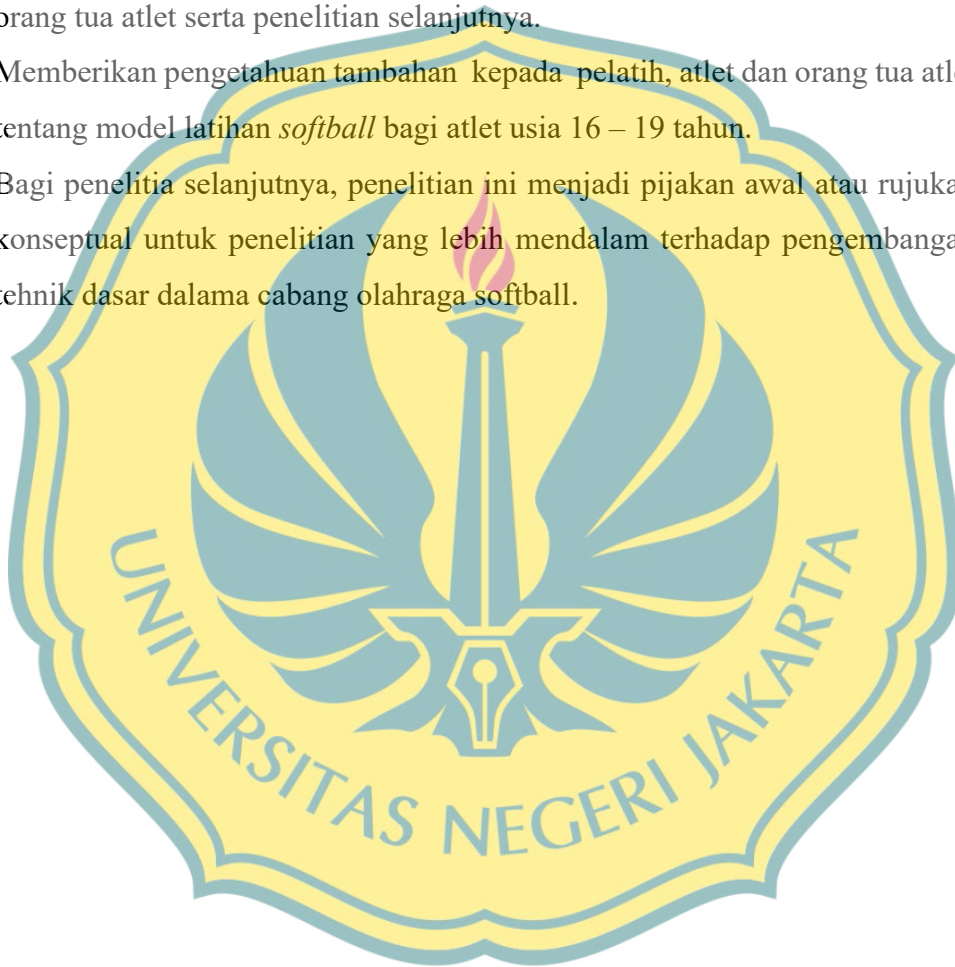 orang tua atlet serta penelitian selanjutnya.
Memberikan pengetahuan tambahan kepada pelatih, atlet dan orang tua atl
tentang model latihan softball bagi atlet usia 16 – 19 tahun.
Bagi penelitia selanjutnya, penelitian ini menjadi pijakan awal atau rujuka
konseptual untuk penelitian yang lebih mendalam terhadap pengembanga
tehnik dasar dalama cabang olahraga softball.
UNIVERSITAS NEGERI JAKARTA